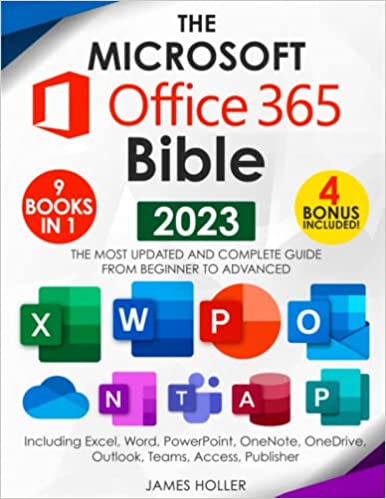 THE
MICROSOFT
Office 365
Bible
9
BOOKS
IN 1
4
BONUS
INCLUDED!
2023
THE MOST UPDATED AND COMPLETE GUIDE
FROM BEGINNER TO ADVANCED
X W P O
N T A P
Including Excel, Word, PowerPoint, OneNote, OneDrive,
Outlook, Teams, Access, Publisher
JAMES HOLLER